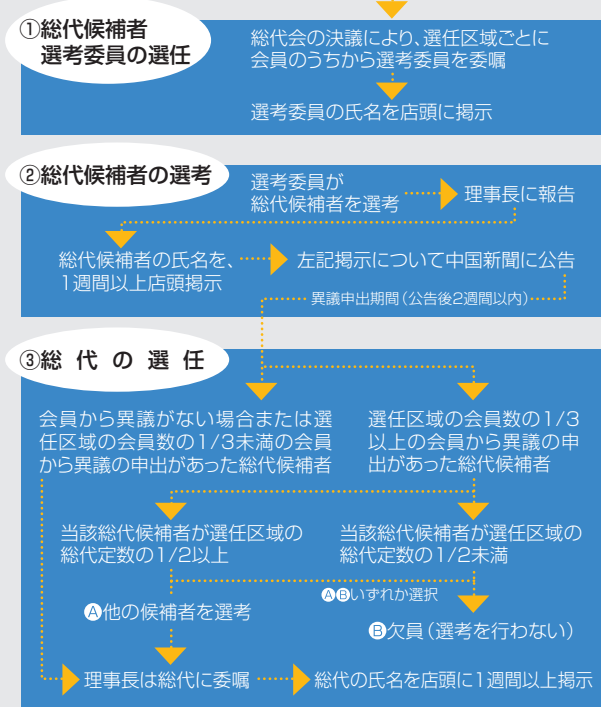 ①総代候補者
選考委員の選任
総代会の決議により、選任区域ごとに
会員のうちから選考委員を委嘱
選考委員の氏名を店頭に掲示
②総代候補者の選考
選考委員が
総代候補者を選考
理事長に報告
総代候補者の氏名を、
1週間以上店頭掲示
左記掲示について中国新聞に公告
異議申出期間(公告後2週間以内)
③総代の選任
会員から異議がない場合または選
任区域の会員数の1/3未満の会員
から異議の申出があった総代候補者
選任区域の会員数の1/3
以上の会員から異議の申
出があった総代候補者
当該総代候補者が選任区域の
総代定数の1/2以上
当該総代候補者が選任区域の
総代定数の1/2未満
Ⓐ他の候補者を選考
ⒶⒷいずれか選択
Ⓑ欠員(選考を行わない)
理事長は総代に委嘱
総代の氏名を店頭に1週間以上掲示